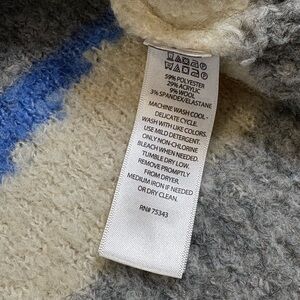 59% POLYESTER
29% ACRYLIC
9% WOOL
3% SPANDEX/ELASTANE
MACHINE WASH COOL -
DELICATE CYCLE.
WASH WITH LIKE COLORS.
USE MILD DETERGENT.
ONLY NON-CHLORINE
BLEACH WHEN NEEDED.
TUMBLE DRY LOW.
REMOVE PROMPTLY
FROM DRYER.
MEDIUM IRON IF NEEDED
OR DRY CLEAN.
RN# 75343